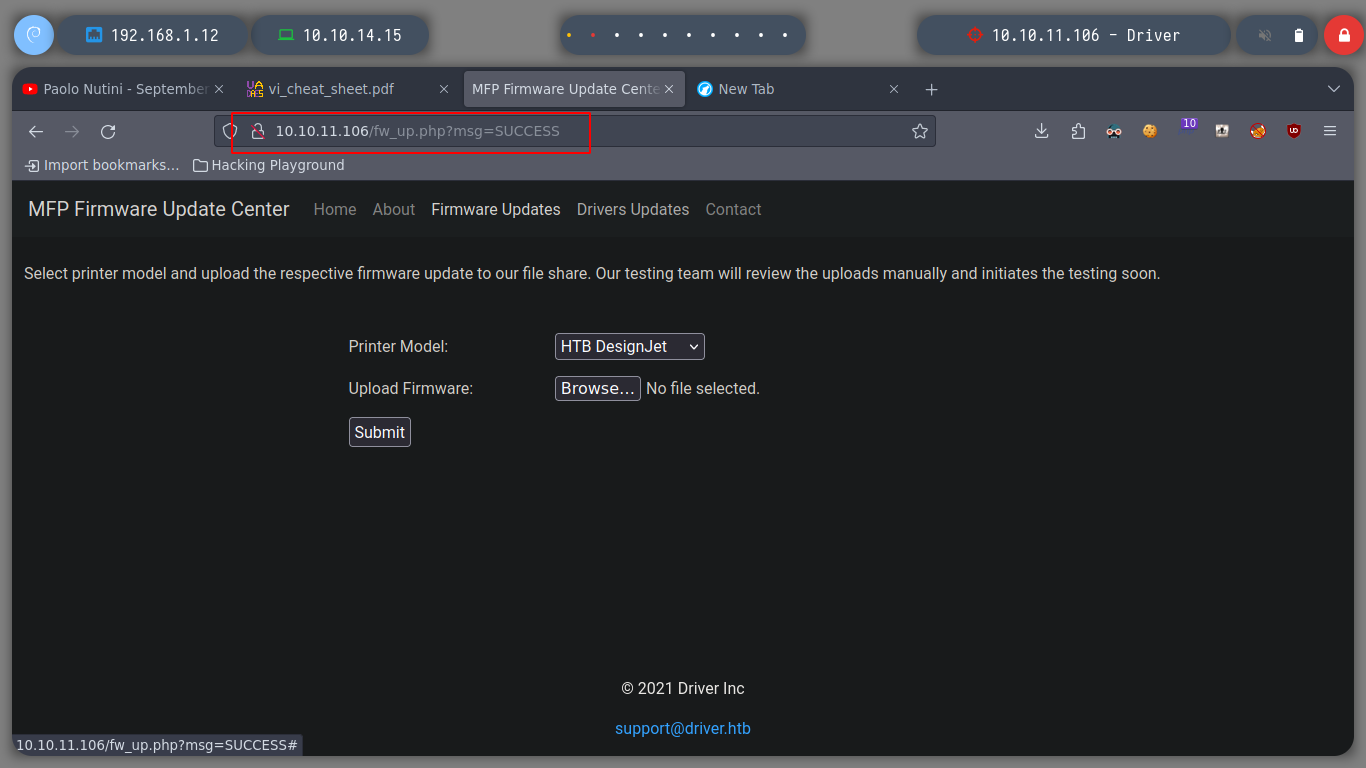 192.168.1.12 10.10.14.15 10.10.11.106 - Driver
Paolo Nutini - September vi_cheat_sheet.pdf MFP Firmware Update Cente New Tab
10.10.11.106/fw_up.php?msg=SUCCESS 10
Import bookmarks... Hacking Playground
MFP Firmware Update Center Home About Firmware Updates Drivers Updates Contact
Select printer model and upload the respective firmware update to our file share. Our testing team will review the uploads manually and initiates the testing soon.
Printer Model: HTB DesignJet
Upload Firmware: Browse... No file selected.
Submit
© 2021 Driver Inc
support@driver.htb
10.10.11.106/fw_up.php?msg=SUCCESS#